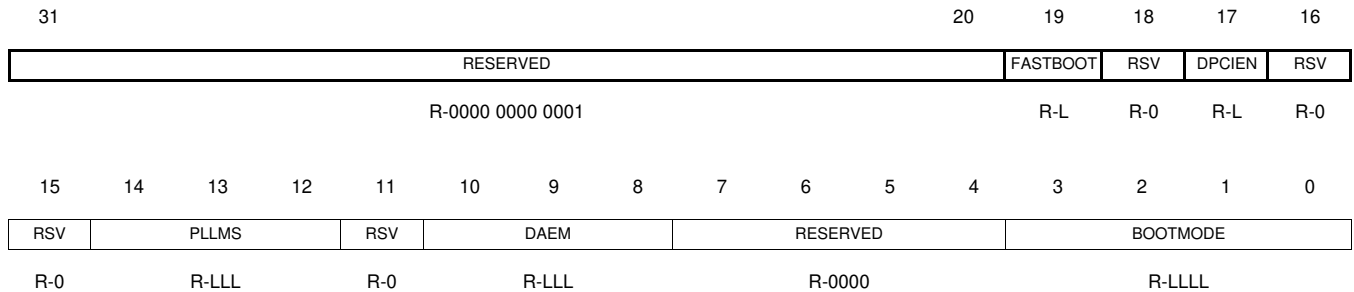 31 20 19 18 17 16
RESERVED FASTBOOT RSV DPCIEN RSV
R-0000 0000 0001 R-L R-0 R-L R-0
15 14 13 12 11 10 9 8 7 6 5 4 3 2 1 0
RSV PLLMS RSV DAEM RESERVED BOOTMODE
R-0 R-LLL R-0 R-LLL R-0000 R-LLLL